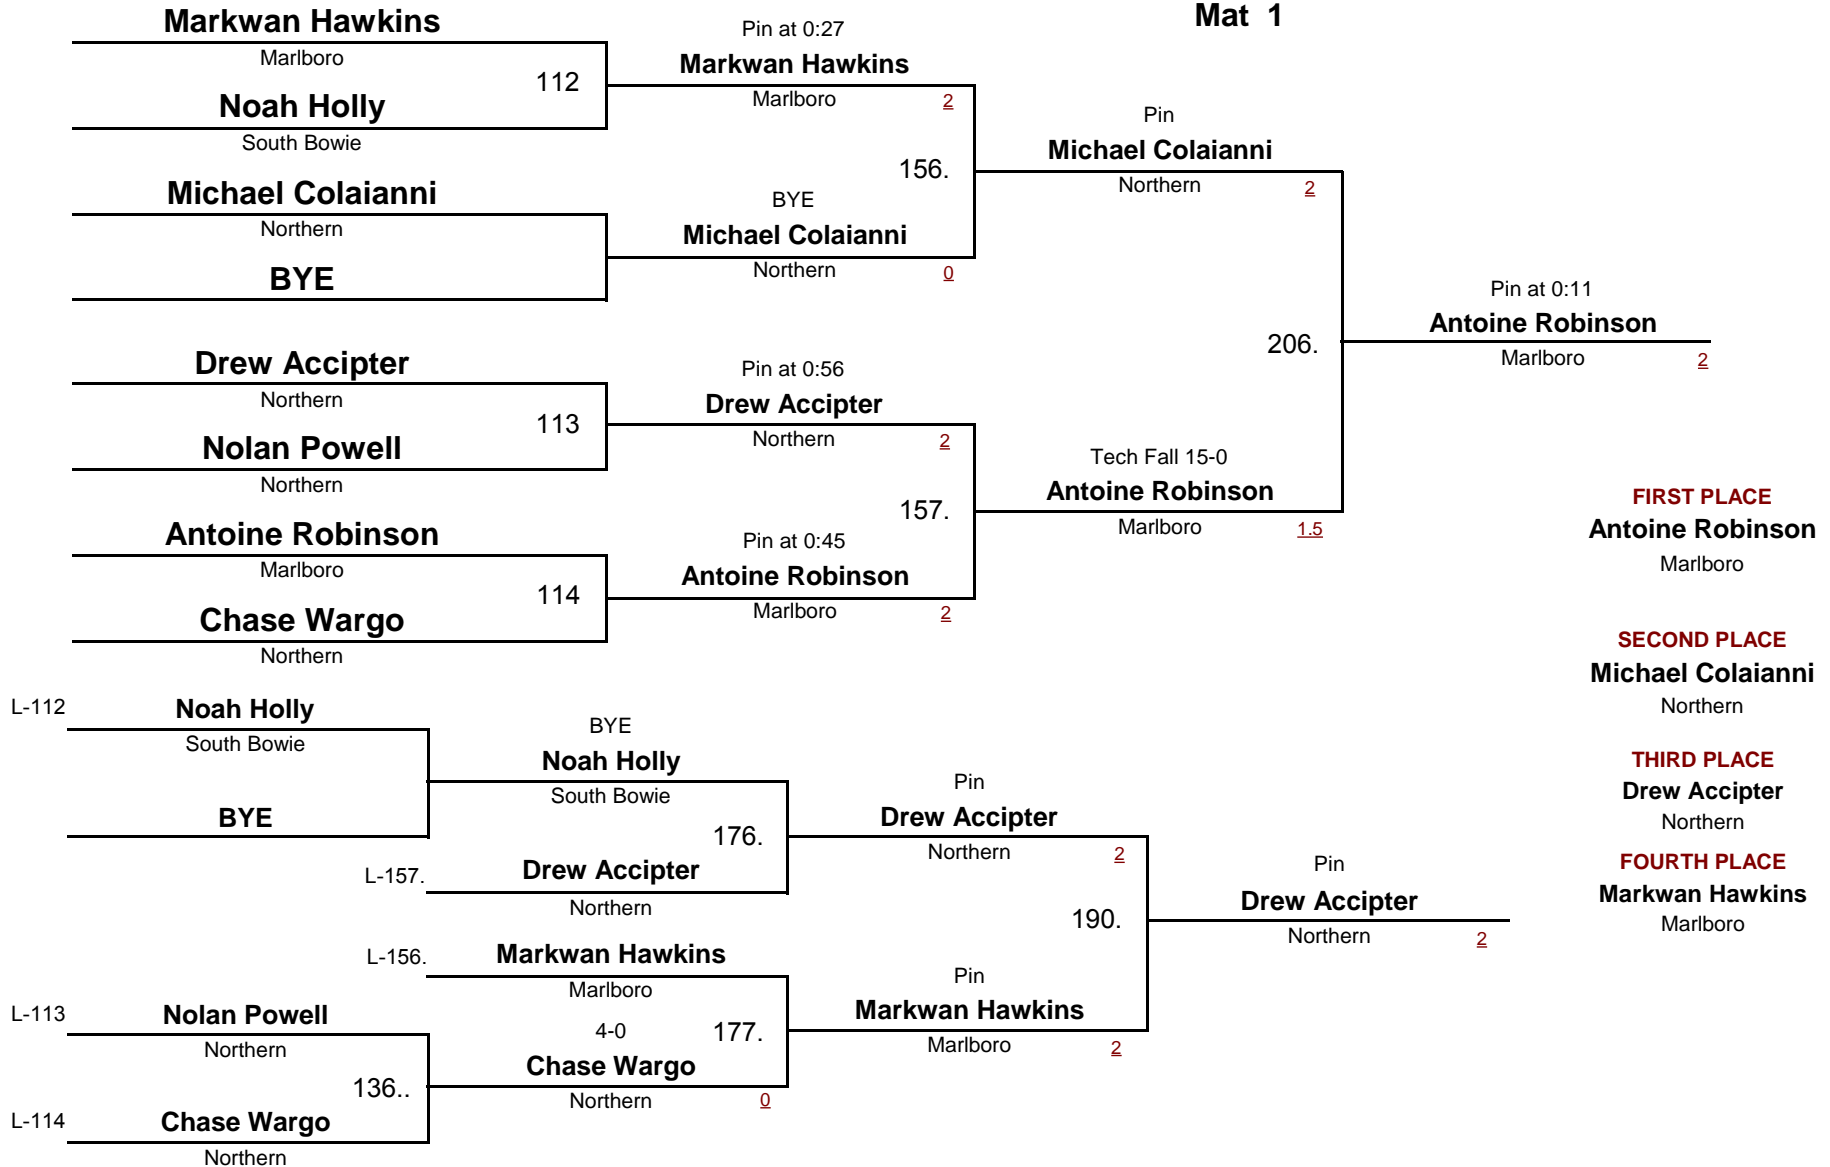 Mat 1
Markwan Hawkins
Marlboro
112
Noah Holly
South Bowie
Michael Colaianni
Northern
BYE
Drew Accipter
Northern
113
Nolan Powell
Northern
Antoine Robinson
Marlboro
114
Chase Wargo
Northern
Pin at 0:27
Markwan Hawkins
Marlboro
2
156.
BYE
Michael Colaianni
Northern
0
Pin at 0:56
Drew Accipter
Northern
2
157.
Pin at 0:45
Antoine Robinson
Marlboro
2
Pin
Michael Colaianni
Northern
2
206.
Tech Fall 15-0
Antoine Robinson
Marlboro
1.5
Pin at 0:11
Antoine Robinson
Marlboro
2
FIRST PLACE
Antoine Robinson
Marlboro
SECOND PLACE
Michael Colaianni
Northern
THIRD PLACE
Drew Accipter
Northern
FOURTH PLACE
Markwan Hawkins
Marlboro
L-112
Noah Holly
South Bowie
BYE
L-113
Nolan Powell
Northern
136..
L-114
Chase Wargo
Northern
BYE
Noah Holly
South Bowie
176.
L-157.
Drew Accipter
Northern
L-156.
Markwan Hawkins
Marlboro
4-0
177.
Chase Wargo
Northern
0
Pin
Drew Accipter
Northern
2
190.
Pin
Markwan Hawkins
Marlboro
2
Pin
Drew Accipter
Northern
2